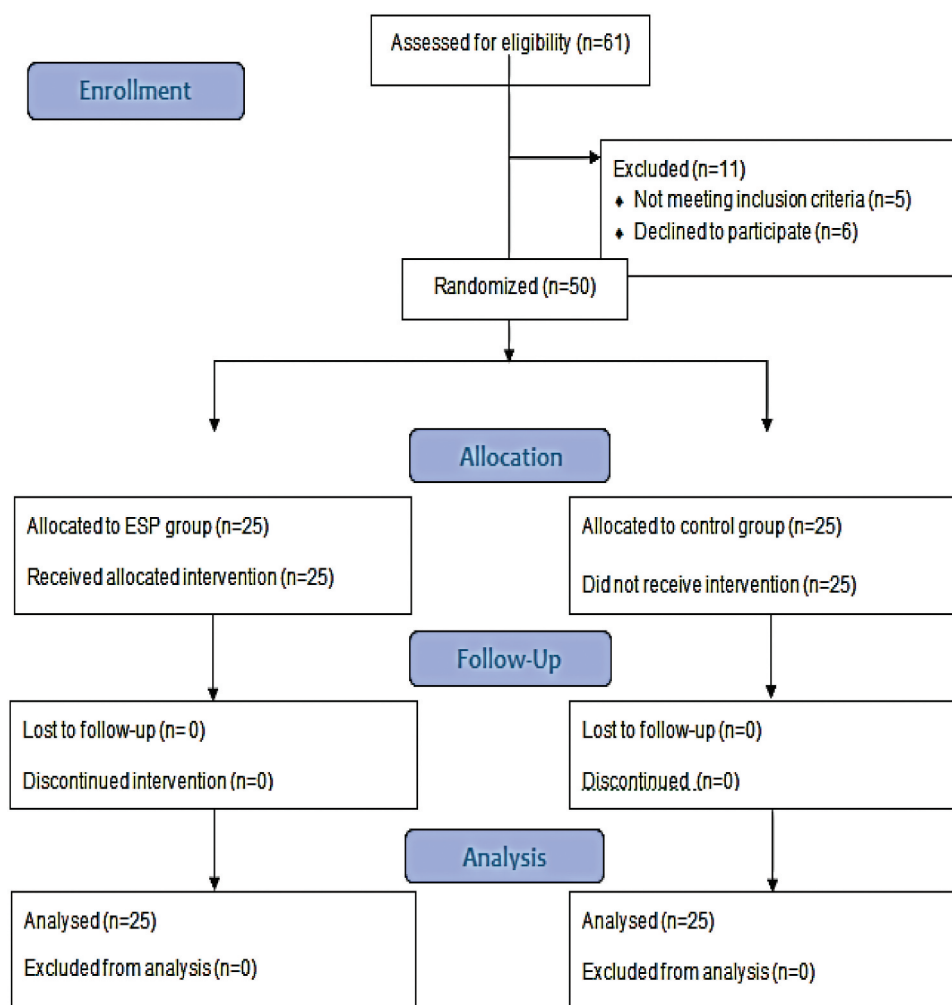 Assessed for eligibility (n=61)
Enrollment
Excluded (n=11)
♦ Not meeting inclusion criteria (n=5)
♦ Declined to participate (n=6)
Randomized (n=50)
Allocation
Allocated to ESP group (n=25)
Received allocated intervention (n=25)
Allocated to control group (n=25)
Did not receive intervention (n=25)
Follow-Up
Lost to follow-up (n= 0)
Discontinued intervention (n=0)
Lost to follow-up (n=0)
Discontinued (n=0)
Analysis
Analysed (n=25)
Excluded from analysis (n=0)
Analysed (n=25)
Excluded from analysis (n=0)